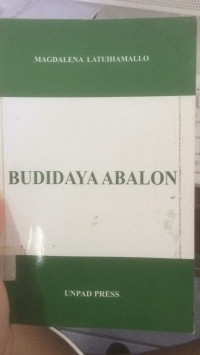 MAGDALENA LATUIHAMALLO
BUDIDAYA ABALON
UNPAD PRESS